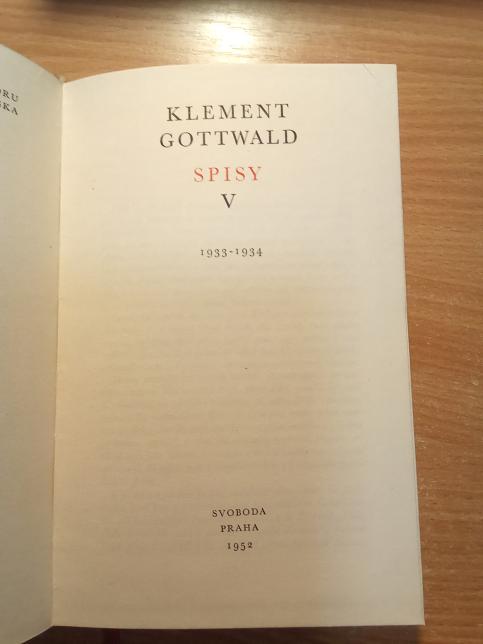 KLEMENT
GOTTWALD
SPISY
V
1933-1934
SVOBODA
PRAHA
1952